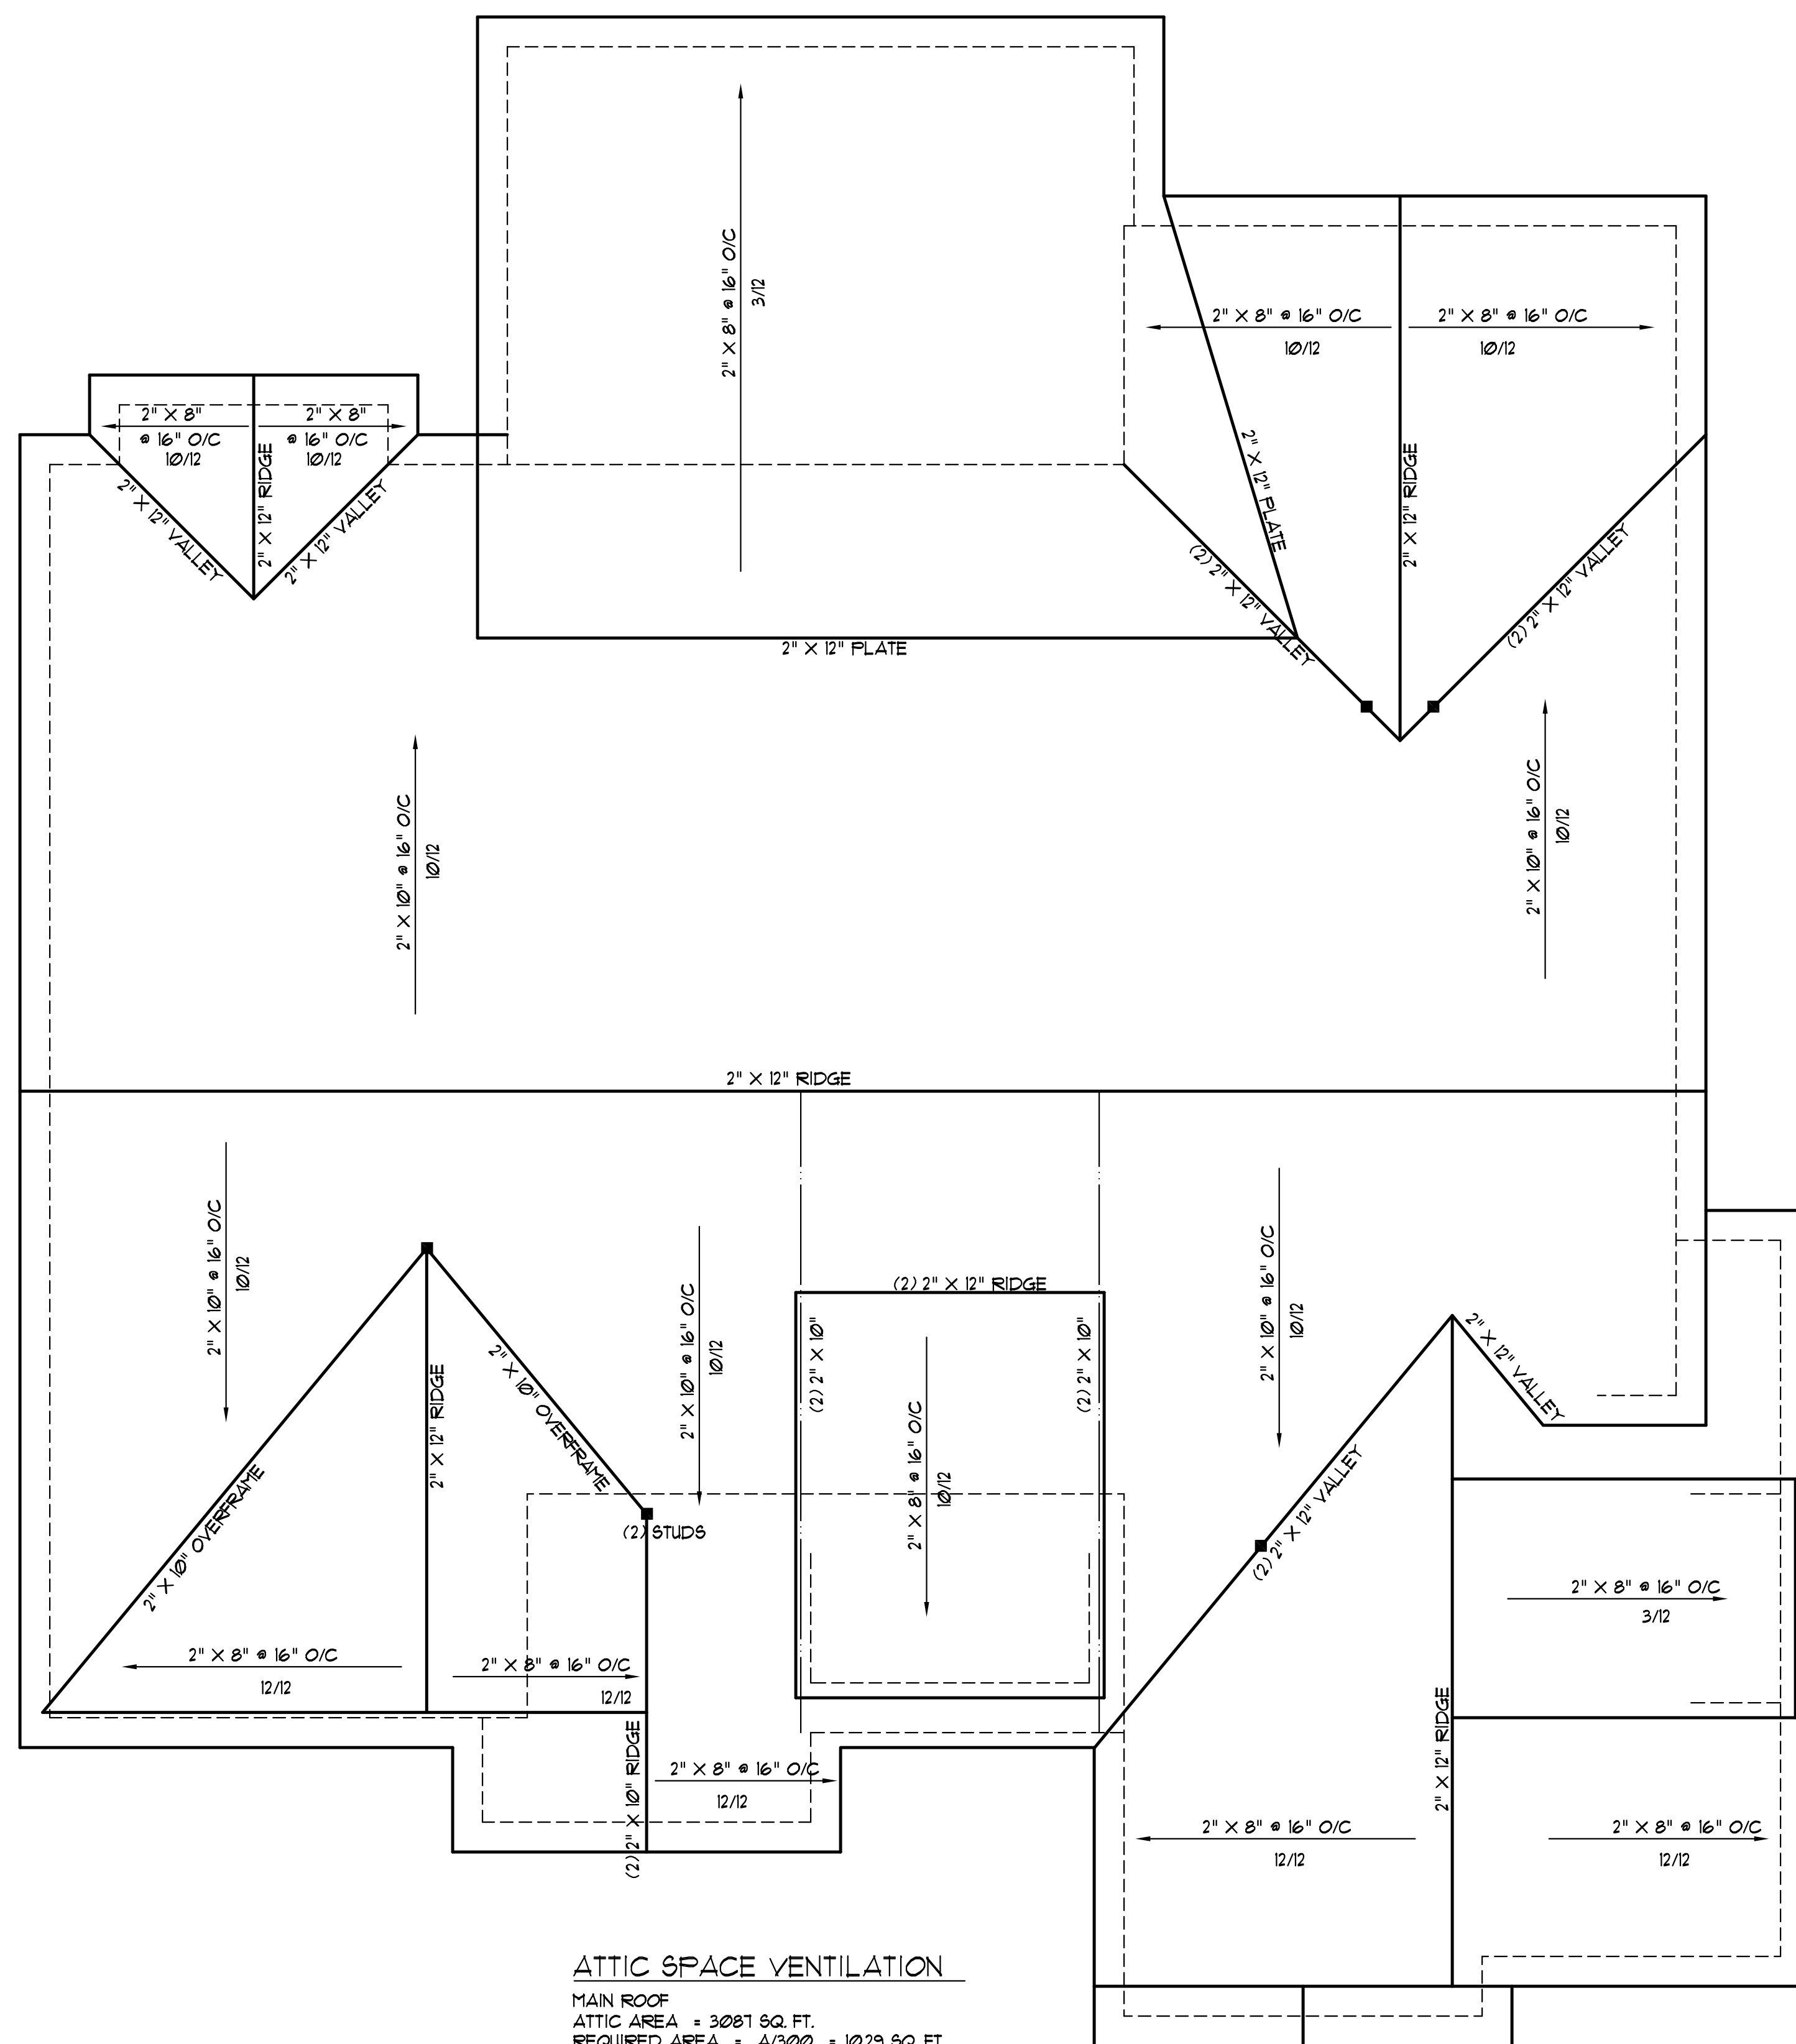 2" X 8" @ 16" O/C
3/12
2" X 8" @ 16" O/C
10/12
2" X 8" @ 16" O/C
10/12
2" X 8"
@ 16" O/C
10/12
2" X 8"
@ 16" O/C
10/12
2" X 12" RIDGE
2" X 12" VALLEY
2" X 12" VALLEY
2" X 12" PLATE
2" X 12" RIDGE
(2) 2" X 12" VALLEY
(2) 2" X 12" VALLEY
2" X 12" PLATE
2" X 10" @ 16" O/C
10/12
2" X 10" @ 16" O/C
10/12
2" X 12" RIDGE
2" X 10" @ 16" O/C
10/12
2" X 10" @ 16" O/C
10/12
2" X 10" @ 16" O/C
10/12
(2) 2" X 12" RIDGE
(2) 2" X 10"
(2) 2" X 10"
2" X 8" @ 16" O/C
10/12
2" X 12" VALLEY
2" X 10" OVERFRAME
2" X 12" RIDGE
2" X 10" OVERFRAME
(2) STUDS
(2) 2" X 12" VALLEY
2" X 8" @ 16" O/C
3/12
2" X 8" @ 16" O/C
12/12
2" X 8" @ 16" O/C
12/12
(2) 2" X 10" RIDGE
2" X 8" @ 16" O/C
12/12
2" X 12" RIDGE
2" X 8" @ 16" O/C
12/12
2" X 8" @ 16" O/C
12/12
ATTIC SPACE VENTILATION
MAIN ROOF
ATTIC AREA = 3087 SQ. FT.
REQUIRED AREA = A/300 = 10.29 SQ. FT.